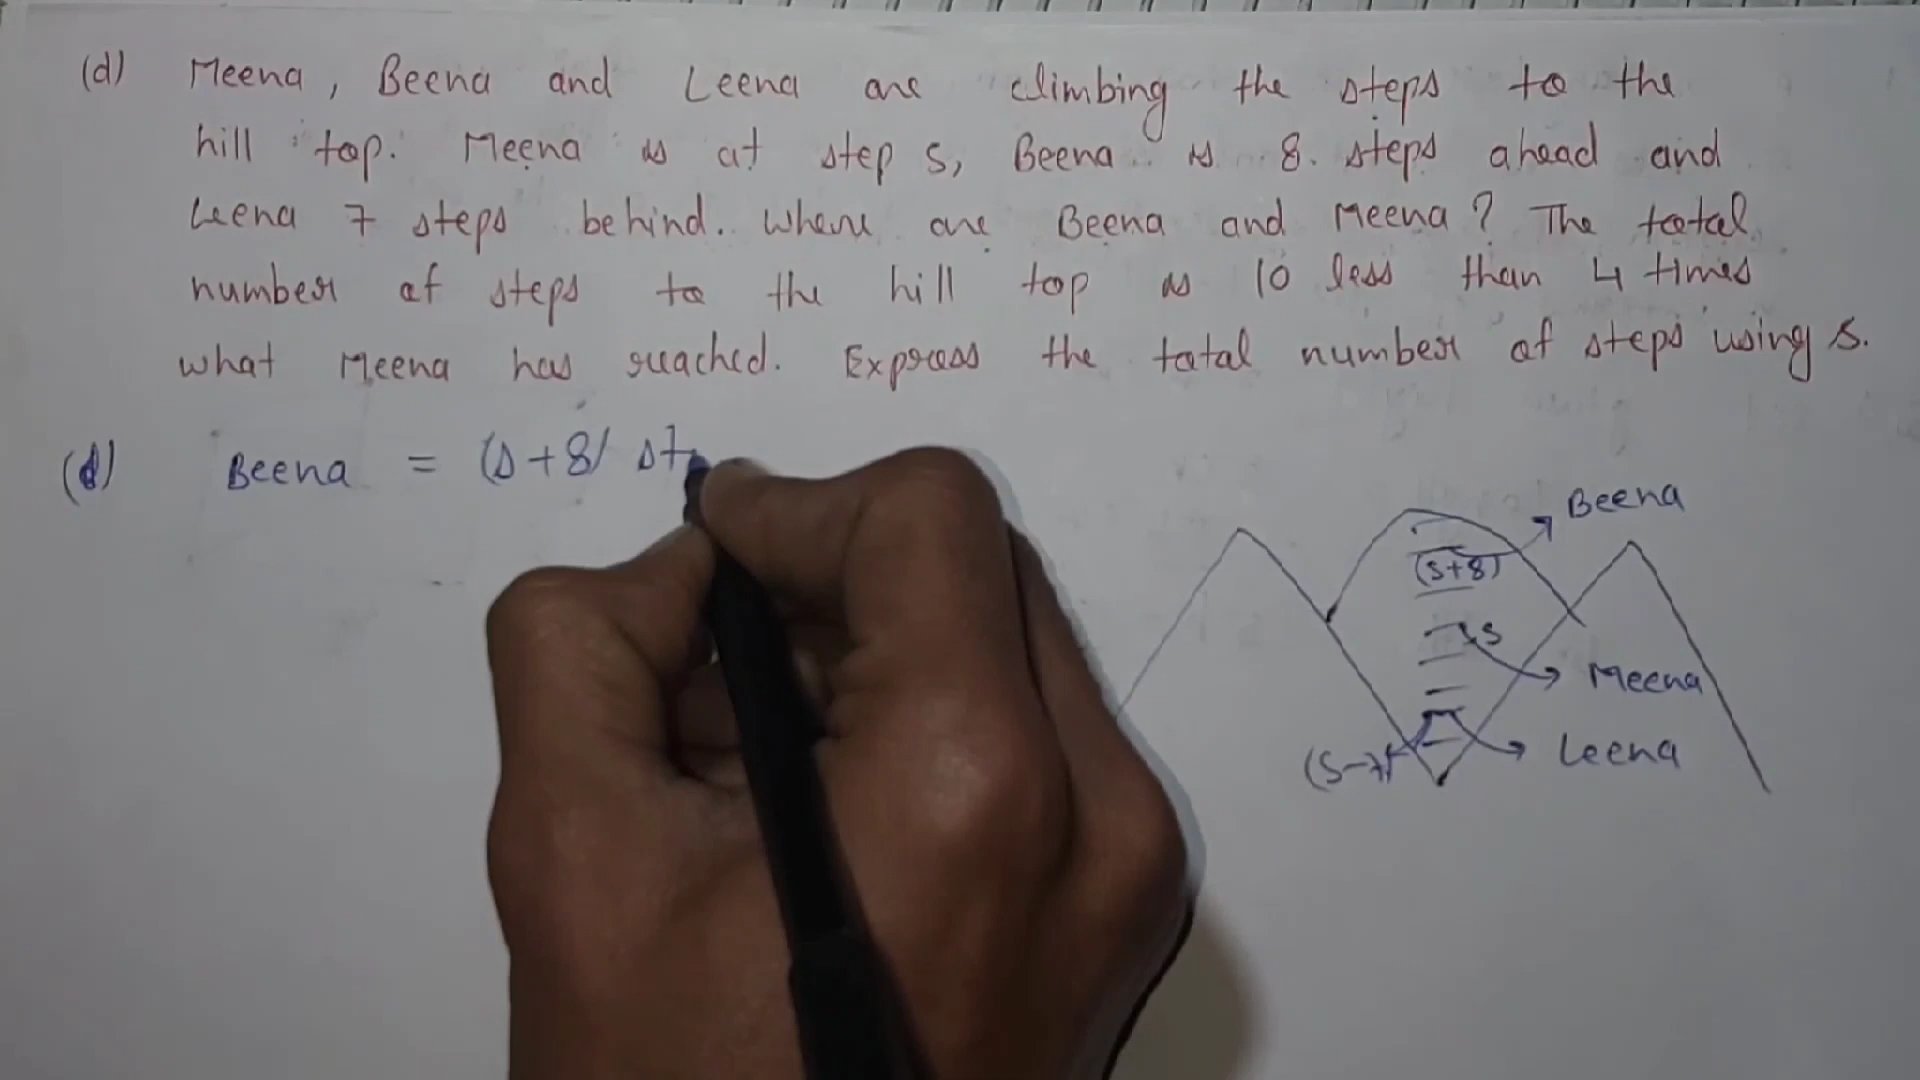 (d) Meena, Beena and Leena are climbing the steps to the
hill top. Meena is at step s, Beena is 8 steps ahead and
Leena 7 steps behind. Where are Beena and Meena? The total
number of steps to the hill top is 10 less than 4 times
what Meena has reached. Express the total number of steps using s.
(d) Beena = (s+8) st
Beena
(s+8)
s
Meena
(s-7)
Leena